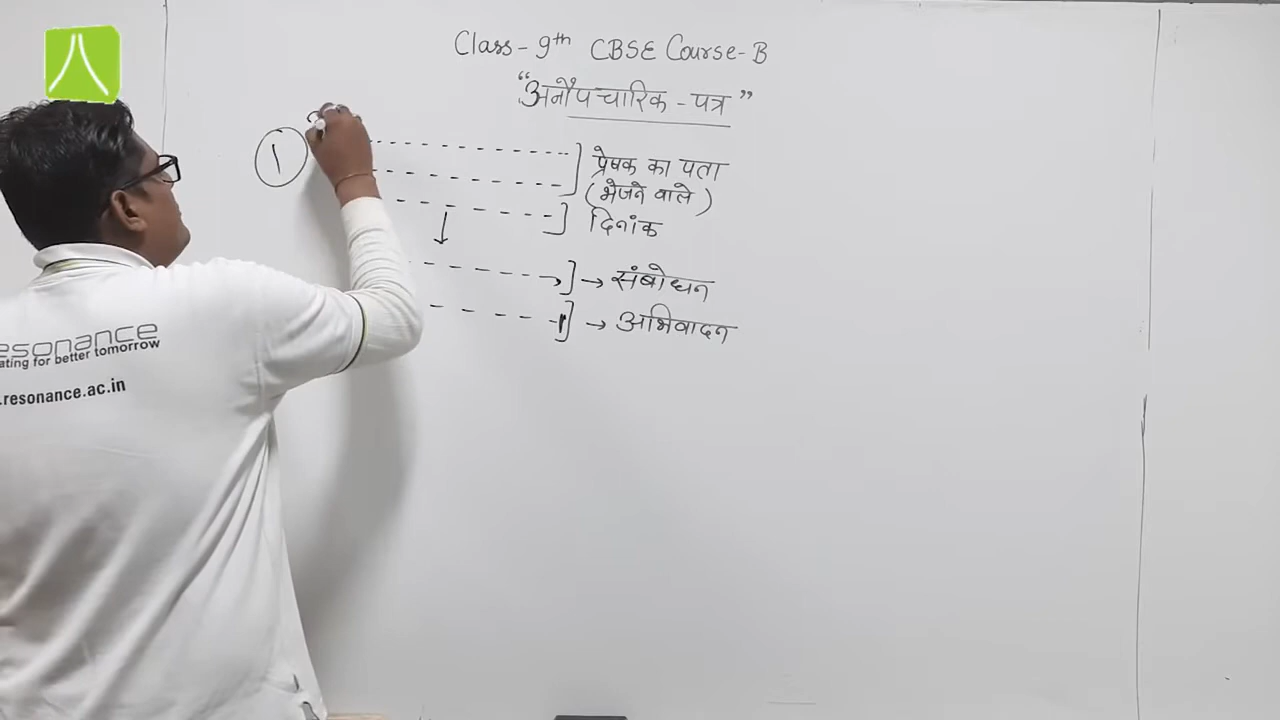 Class - 9th CBSE Course - B
“अनौपचारिक - पत्र”
१
प्रेषक का पता
(भेजने वाले)
दिनांक
संबोधन
अभिवादन
esonance
ating for better tomorrow
.resonance.ac.in